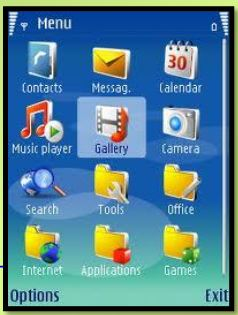 Menu
30
Contacts Messag. Calendar
Music player Gallery Camera
Search Tools Office
Internet Applications Games
Options Exit